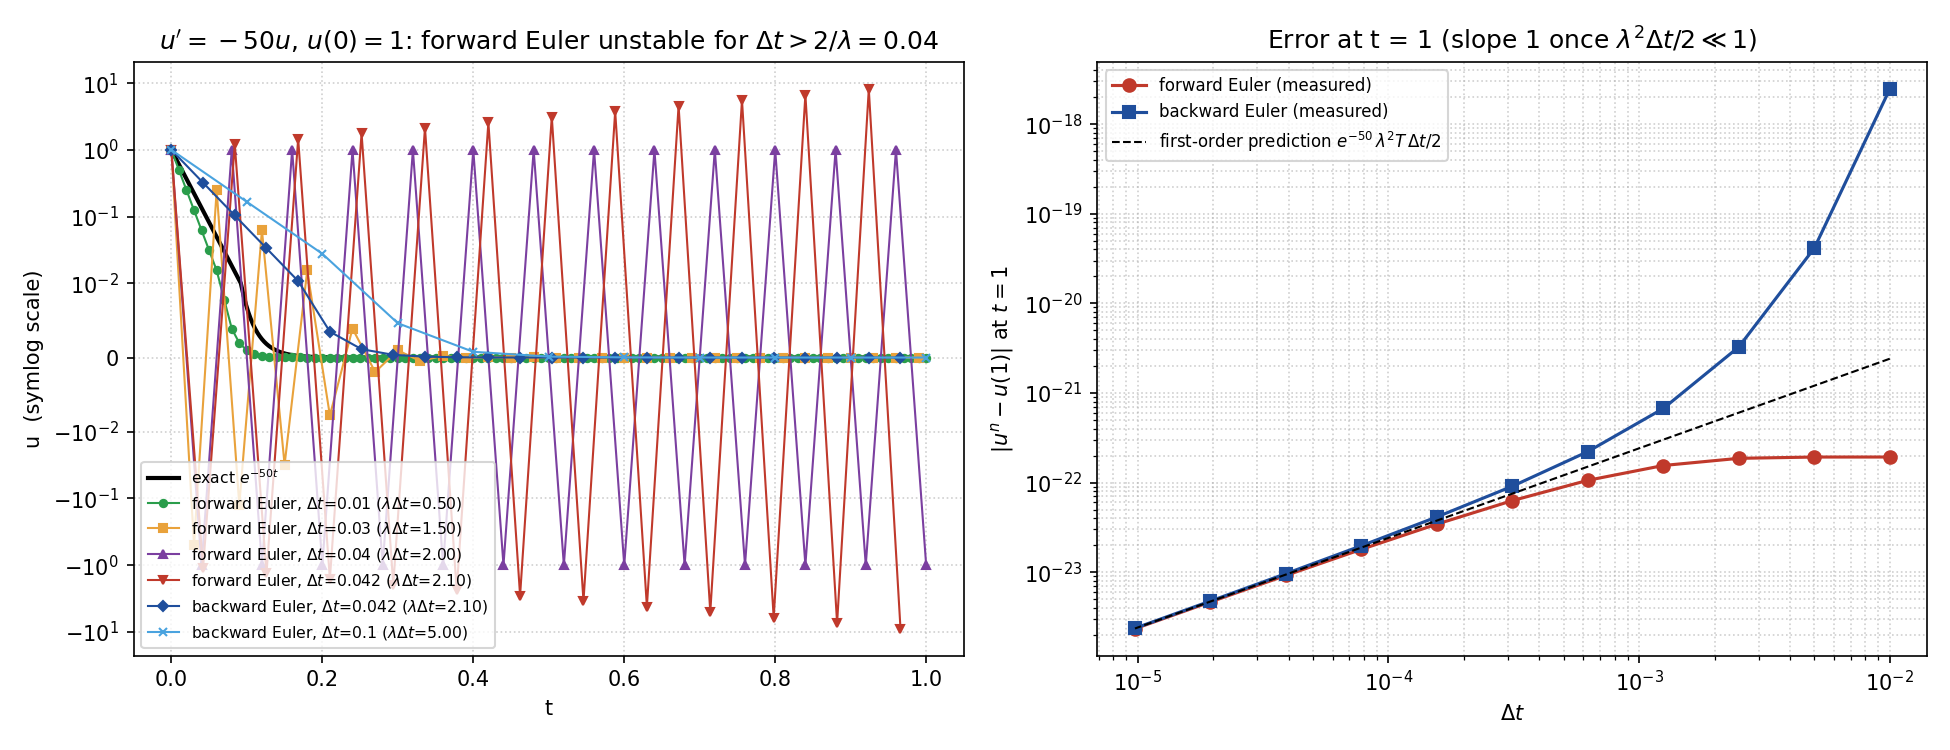 u′ = −50u, u(0) = 1: forward Euler unstable for Δt > 2/λ = 0.04
10¹
10⁰
10⁻¹
10⁻²
0
−10⁻²
−10⁻¹
−10⁰
−10¹
u (symlog scale)
exact e⁻⁵⁰ᵗ
forward Euler, Δt=0.01 (λΔt=0.50)
forward Euler, Δt=0.03 (λΔt=1.50)
forward Euler, Δt=0.04 (λΔt=2.00)
forward Euler, Δt=0.042 (λΔt=2.10)
backward Euler, Δt=0.042 (λΔt=2.10)
backward Euler, Δt=0.1 (λΔt=5.00)
0.0 0.2 0.4 0.6 0.8 1.0
t
Error at t = 1 (slope 1 once λ²Δt/2 ≪ 1)
forward Euler (measured)
backward Euler (measured)
first-order prediction e⁻⁵⁰ λ²T Δt/2
10⁻¹⁸
10⁻¹⁹
10⁻²⁰
10⁻²¹
10⁻²²
10⁻²³
|uⁿ − u(1)| at t = 1
10⁻⁵ 10⁻⁴ 10⁻³ 10⁻²
Δt